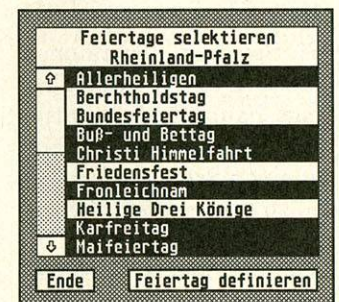 Feiertage selektieren
Rheinland-Pfalz
Allerheiligen
Berchtholdstag
Bundesfeiertag
Buß- und Bettag
Christi Himmelfahrt
Friedensfest
Fronleichnam
Heilige Drei Könige
Karfreitag
Maifeiertag
Ende
Feiertag definieren